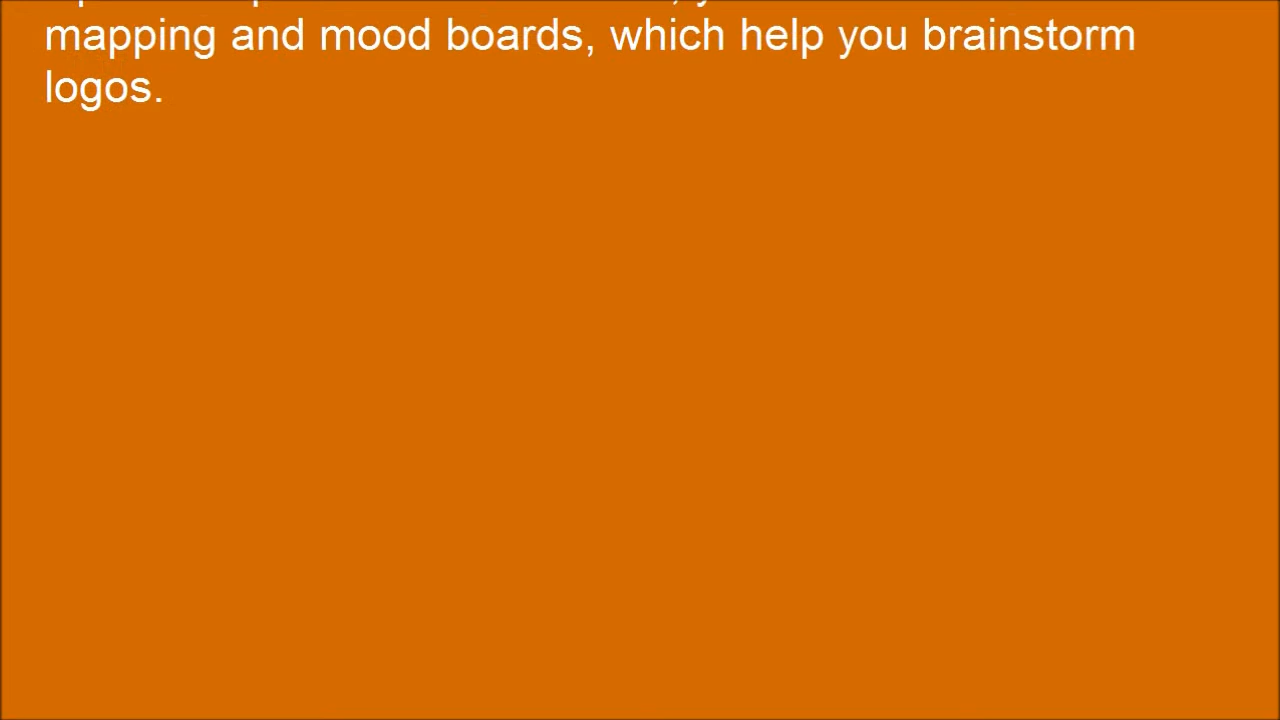 mapping and mood boards, which help you brainstorm
logos.